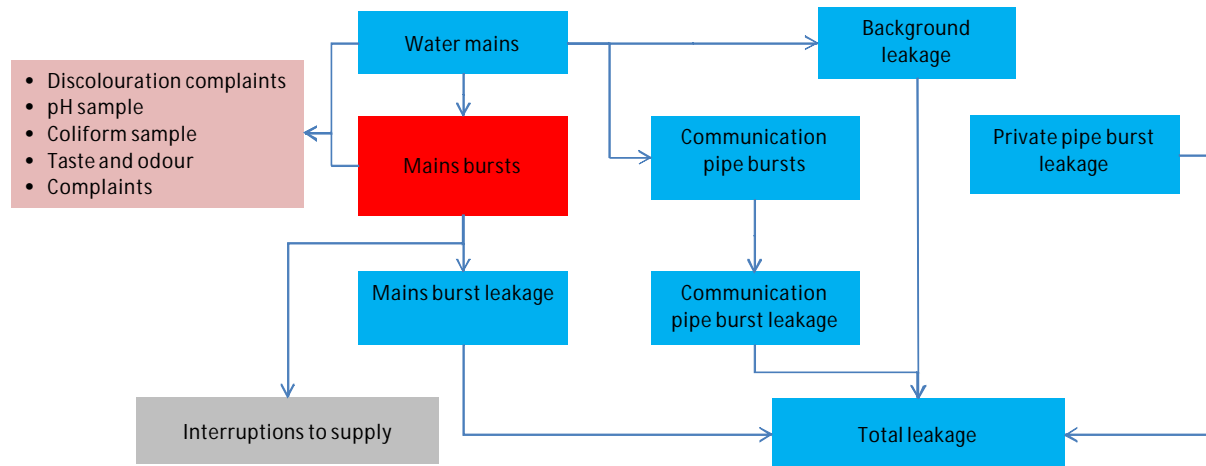 Water mains
Background
leakage
• Discolouration complaints
• pH sample
• Coliform sample
• Taste and odour
• Complaints
Mains bursts
Communication
pipe bursts
Private pipe burst
leakage
Mains burst leakage
Communication
pipe burst leakage
Interruptions to supply
Total leakage